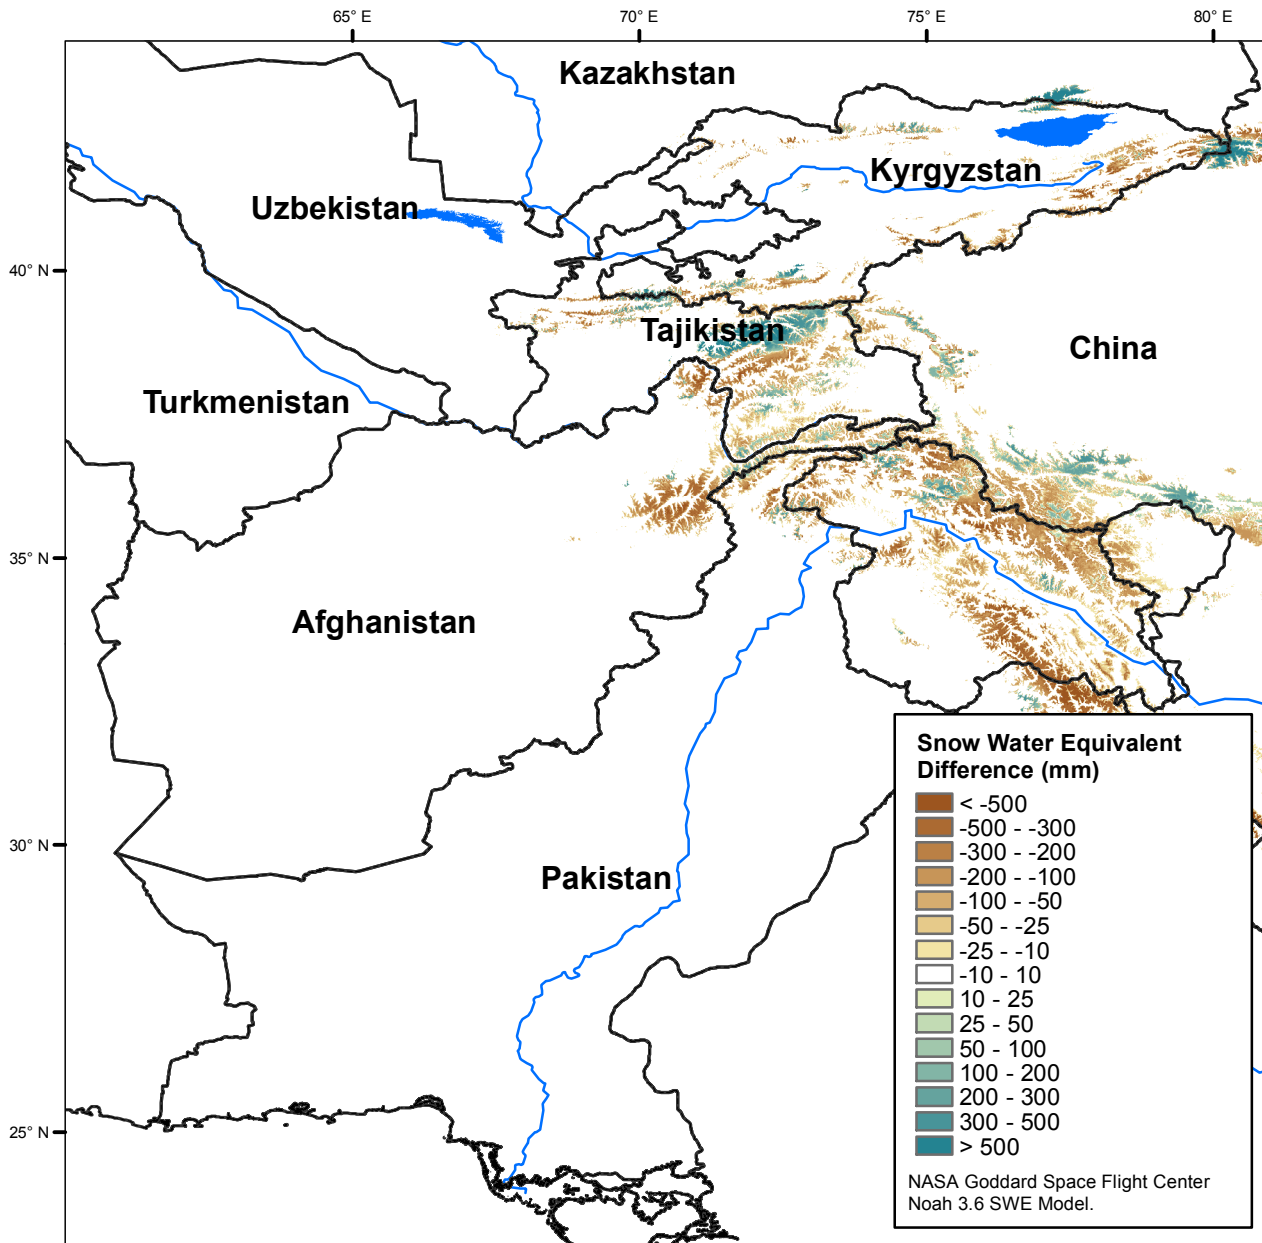 65° E
70° E
75° E
80° E
Kazakhstan
Kyrgyzstan
Uzbekistan
40° N
Tajikistan
China
Turkmenistan
35° N
Afghanistan
Snow Water Equivalent
Difference (mm)
< -500
-500 - -300
-300 - -200
-200 - -100
-100 - -50
-50 - -25
-25 - -10
-10 - 10
10 - 25
25 - 50
50 - 100
100 - 200
200 - 300
300 - 500
> 500
NASA Goddard Space Flight Center
Noah 3.6 SWE Model.
30° N
Pakistan
25° N